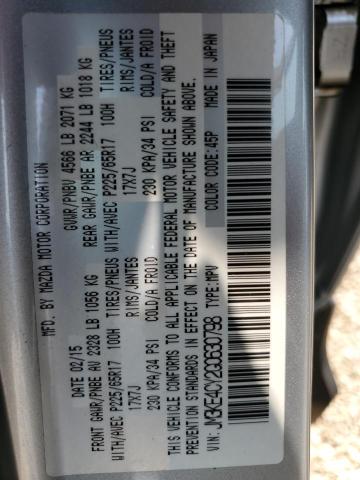 MFD. BY MAZDA MOTOR CORPORATION
DATE 02/15 GVWR/PNBV 4566 LB 2071 KG
FRONT GAWR/PNBE AV 2328 LB 1056 KG REAR GAWR/PNBE AR 2244 LB 1018 KG
WITH/AVEC P225/65R17 100H TIRES/PNEUS WITH/AVEC P225/65R17 100H TIRES/PNEUS
17X7J RIMS/JANTES 17X7J RIMS/JANTES
230 KPA/34 PSI COLD/A FROID 230 KPA/34 PSI COLD/A FROID
THIS VEHICLE CONFORMS TO ALL APPLICABLE FEDERAL MOTOR VEHICLE SAFETY AND THEFT
PREVENTION STANDARDS IN EFFECT ON THE DATE OF MANUFACTURE SHOWN ABOVE.
VIN: JM3KE4CY2G0630798 TYPE: MPV COLOR CODE: 45P MADE IN JAPAN